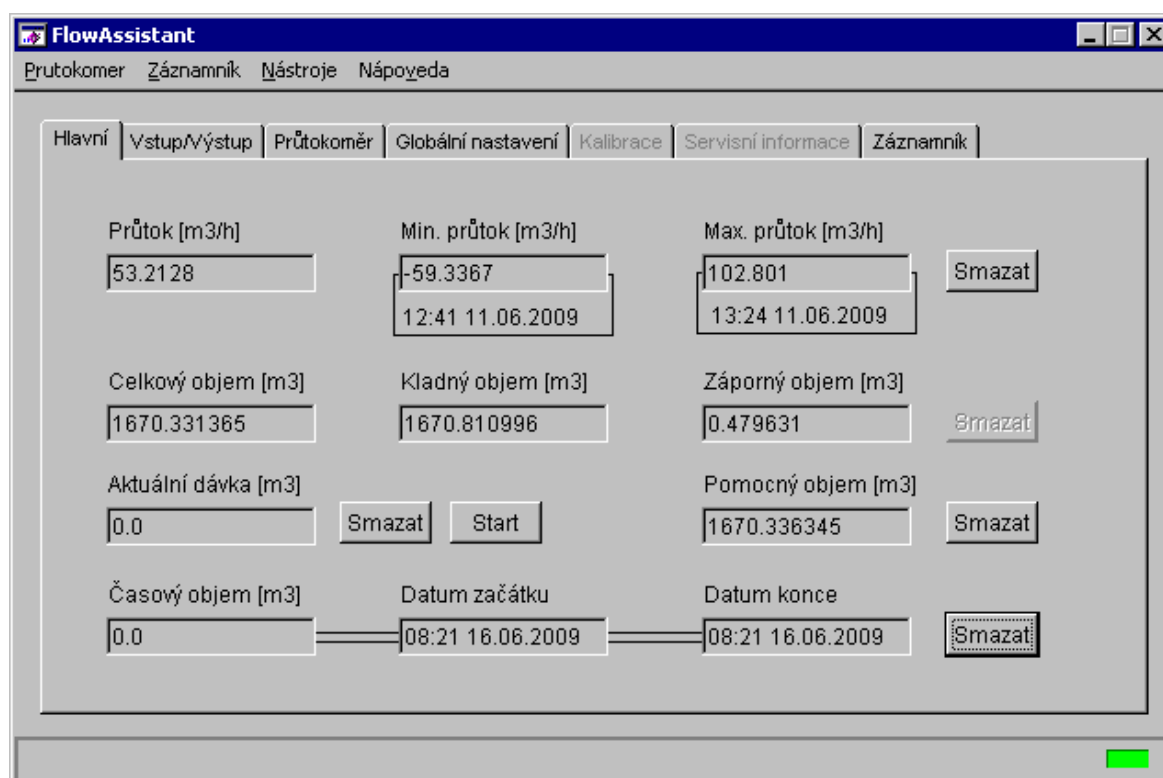 FlowAssistant
Prutokomer Záznamník Nástroje Nápoveda
Hlavní Vstup/Výstup Průtokoměr Globální nastavení Kalibrace Servisní informace Záznamník
Průtok [m3/h] Min. průtok [m3/h] Max. průtok [m3/h]
53.2128 -59.3367 102.801 Smazat
12:41 11.06.2009 13:24 11.06.2009
Celkový objem [m3] Kladný objem [m3] Záporný objem [m3]
1670.331365 1670.810996 0.479631 Smazat
Aktuální dávka [m3] Pomocný objem [m3]
0.0 Smazat Start 1670.336345 Smazat
Časový objem [m3] Datum začátku Datum konce
0.0 08:21 16.06.2009 08:21 16.06.2009 Smazat